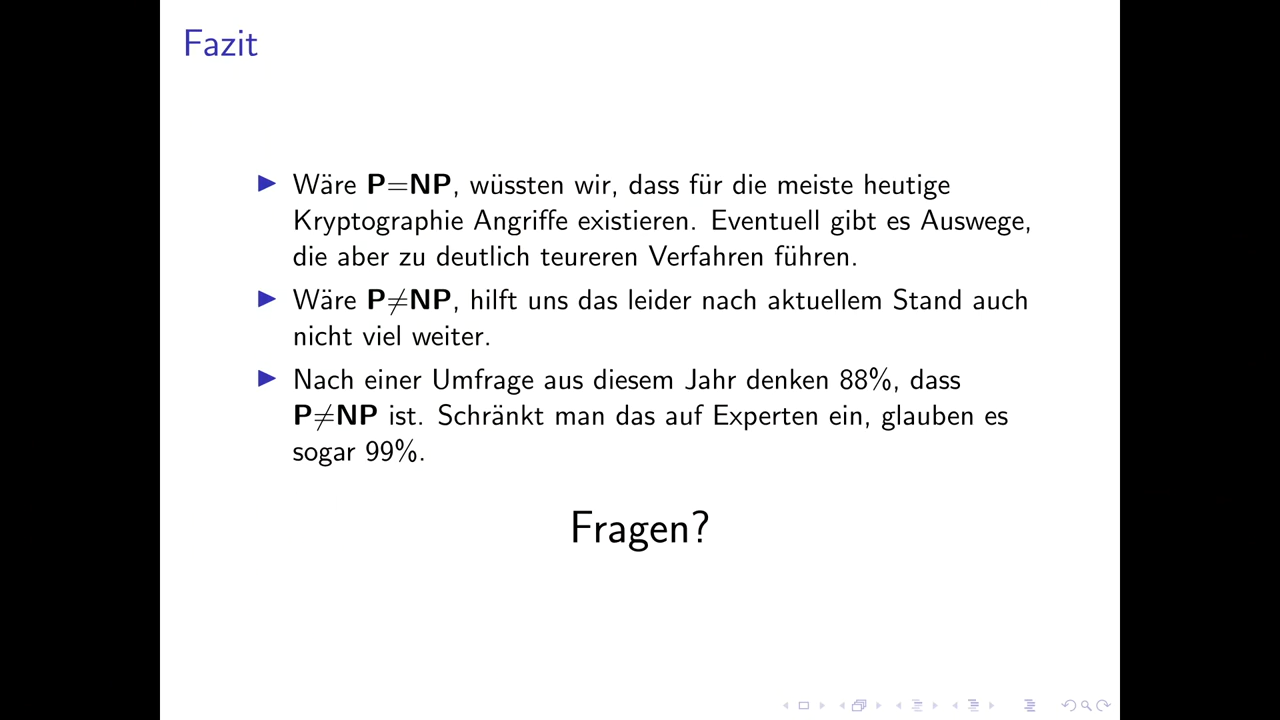 Fazit
Wäre P=NP, wüssten wir, dass für die meiste heutige
Kryptographie Angriffe existieren. Eventuell gibt es Auswege,
die aber zu deutlich teureren Verfahren führen.
Wäre P≠NP, hilft uns das leider nach aktuellem Stand auch
nicht viel weiter.
Nach einer Umfrage aus diesem Jahr denken 88%, dass
P≠NP ist. Schränkt man das auf Experten ein, glauben es
sogar 99%.
Fragen?